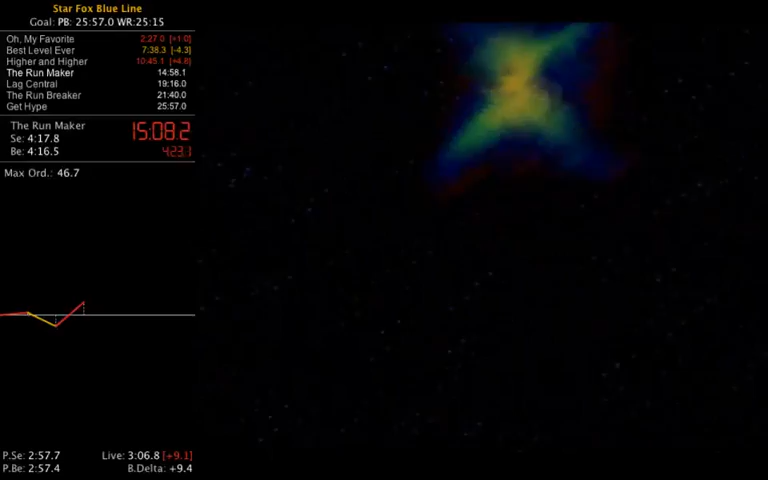 Star Fox Blue Line
Goal: PB: 25:57.0 WR:25:15
Oh, My Favorite 2:27.0 [+1.0]
Best Level Ever 7:38.3 [-4.3]
Higher and Higher 10:45.1 [+4.8]
The Run Maker 14:58.1
Lag Central 19:16.0
The Run Breaker 21:40.0
Get Hype 25:57.0
The Run Maker 15:08.2
Se: 4:17.8
Be: 4:16.5 4:23.1
Max Ord.: 46.7
P.Se: 2:57.7 Live: 3:06.8 [+9.1]
P.Be: 2:57.4 B.Delta: +9.4